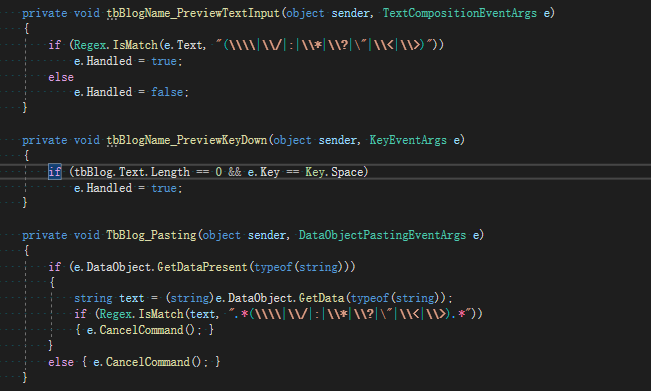 private void tbBlogName_PreviewTextInput(object sender, TextCompositionEventArgs e)
{
if (Regex.IsMatch(e.Text, "(\\\\|\\/|:|\\*|\\?|\"|\\<|\\>)"))
e.Handled = true;
else
e.Handled = false;
}
private void tbBlogName_PreviewKeyDown(object sender, KeyEventArgs e)
{
if (tbBlog.Text.Length == 0 && e.Key == Key.Space)
e.Handled = true;
}
private void TbBlog_Pasting(object sender, DataObjectPastingEventArgs e)
{
if (e.DataObject.GetDataPresent(typeof(string)))
{
string text = (string)e.DataObject.GetData(typeof(string));
if (Regex.IsMatch(text, ".*(\\\\|\\/|:|\\*|\\?|\"|\\<|\\>).*"))
{ e.CancelCommand(); }
}
else { e.CancelCommand(); }
}